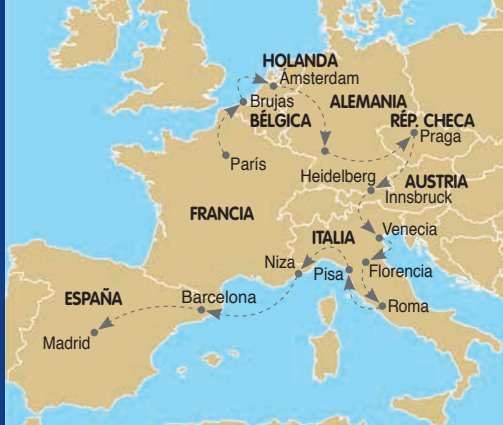 HOLANDA
Ámsterdam
Brujas
ALEMANIA
BÉLGICA
RÉP. CHECA
Praga
París
Heidelberg
AUSTRIA
Innsbruck
FRANCIA
Venecia
ITALIA
Niza
Pisa
Florencia
ESPAÑA
Barcelona
Roma
Madrid